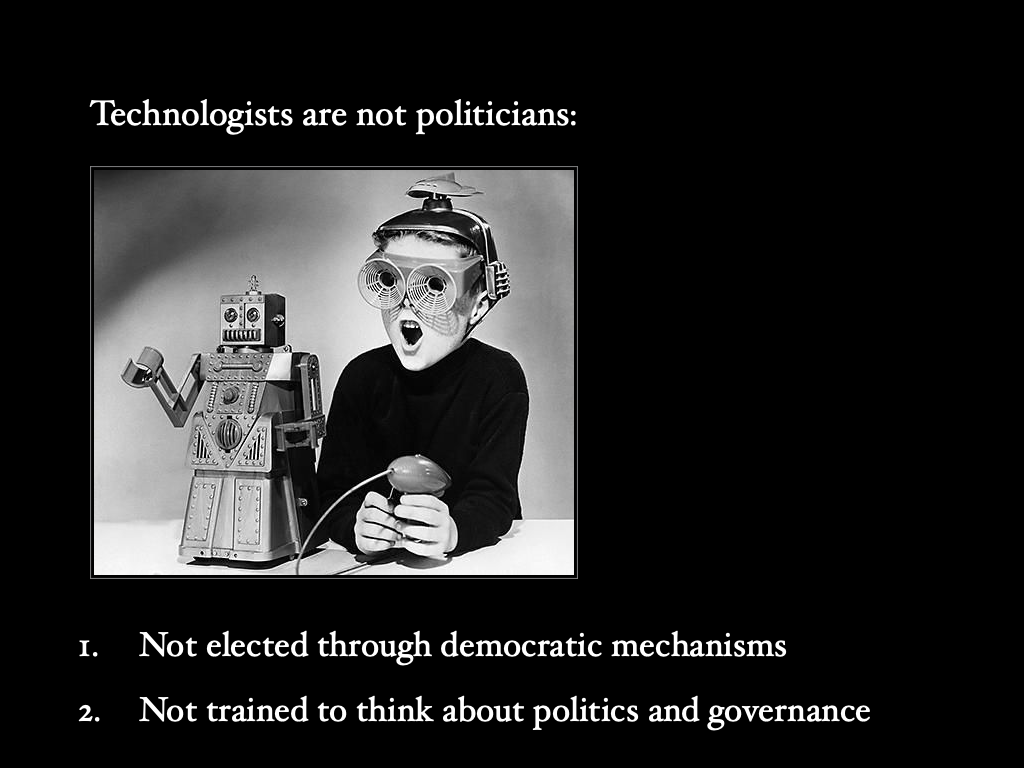 Technologists are not politicians:
1. Not elected through democratic mechanisms
2. Not trained to think about politics and governance